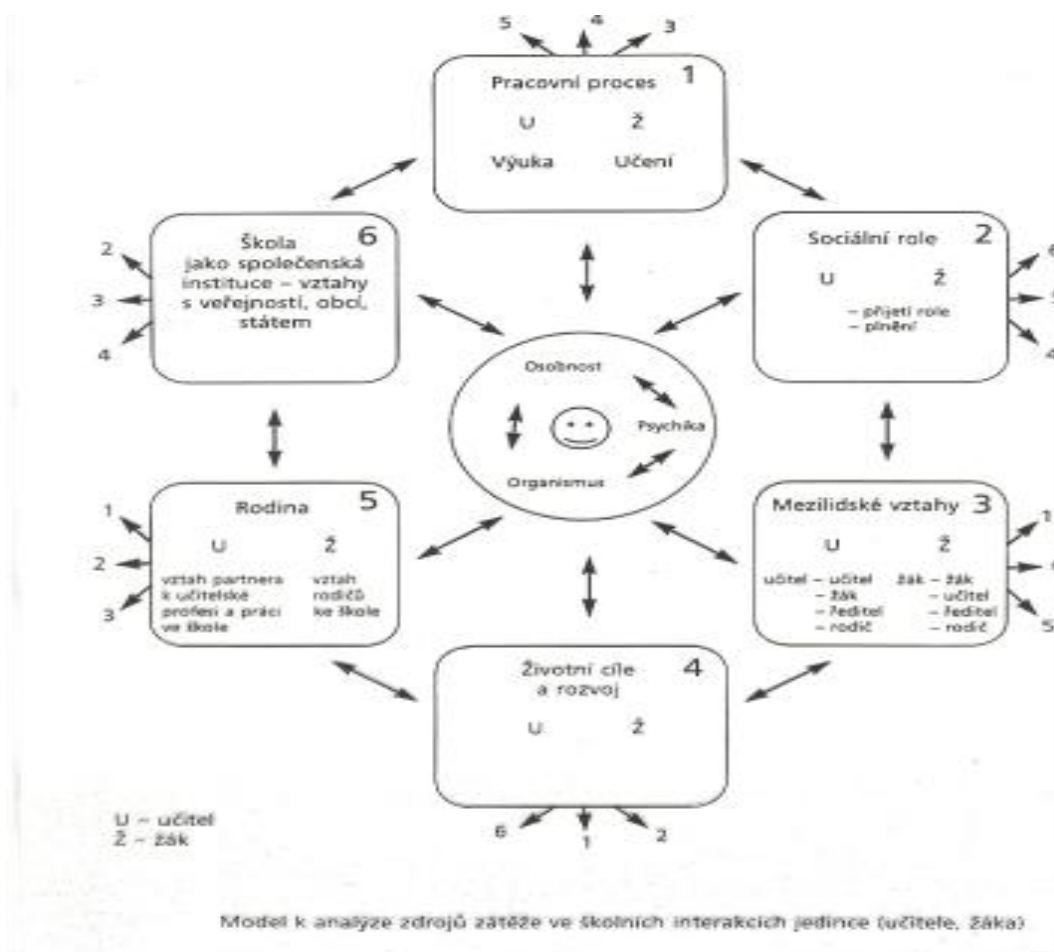 5 4 3
Pracovní proces 1
U Ž
Výuka Učení
Škola 6
jako společenská
instituce – vztahy
s veřejností, obcí,
státem
2
3
4
Sociální role 2
U Ž
– přijetí role
– plnění
6
5
4
Osobnost
Psychika
Organismus
Rodina 5
U Ž
vztah partnera vztah
k učitelské rodičů
profesi a práci ke škole
ve škole
1
2
3
Mezilidské vztahy 3
U Ž
učitel – učitel žák – žák
– žák – učitel
– ředitel – ředitel
– rodič – rodič
1
5
Životní cíle 4
a rozvoj
U Ž
6 1 2
U – učitel
Ž – žák
Model k analýze zdrojů zátěže ve školních interakcích jedince (učitele, žáka)